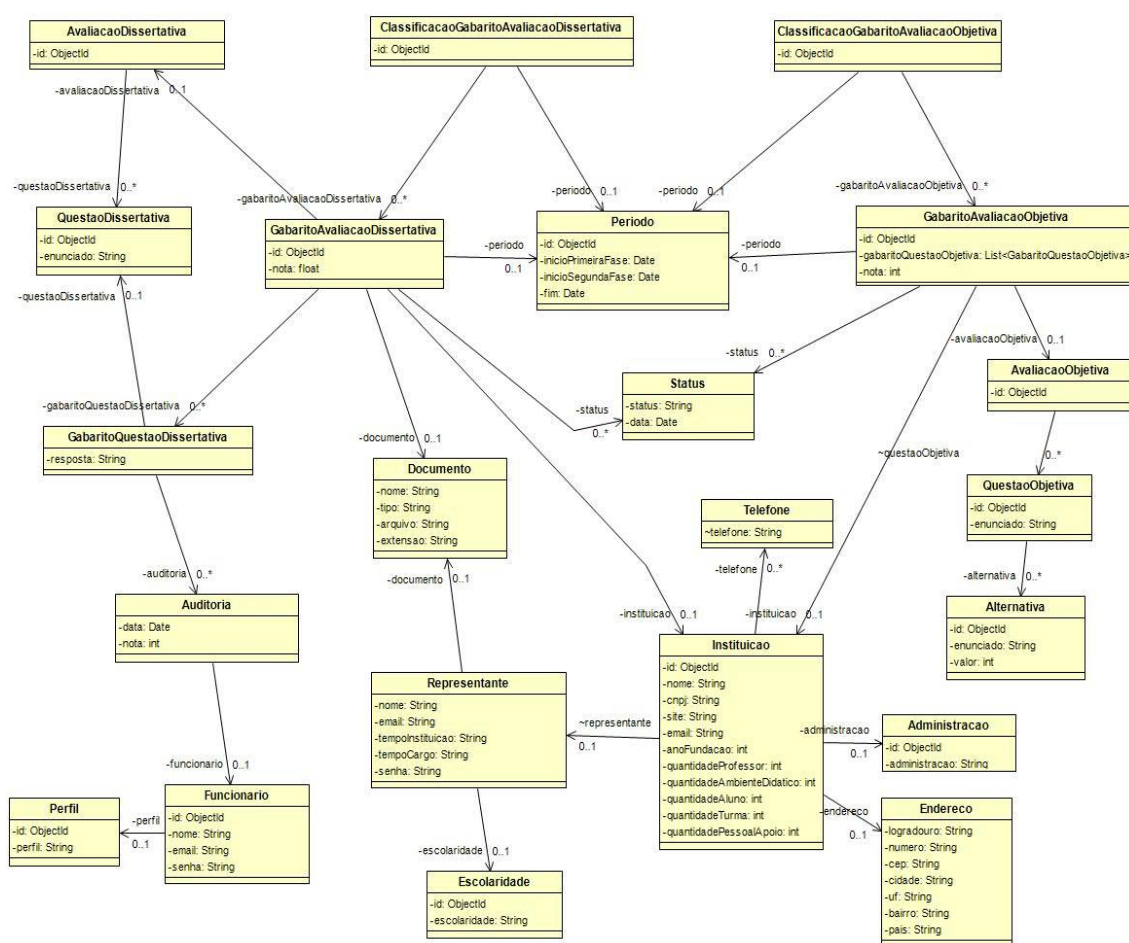 AvaliacaoDissertativa
-id: ObjectId
ClassificacaoGabaritoAvaliacaoDissertativa
-id: ObjectId
ClassificacaoGabaritoAvaliacaoObjetiva
-id: ObjectId
-avaliacaoDissertativa 0..1
-questaoDissertativa 0..*
-gabaritoAvaliacaoDissertativa 0..*
-periodo 0..1
-periodo 0..1
-gabaritoAvaliacaoObjetiva 0..*
QuestaoDissertativa
-id: ObjectId
-enunciado: String
GabaritoAvaliacaoDissertativa
-id: ObjectId
-nota: float
-periodo
0..1
Periodo
-id: ObjectId
-inicioPrimeiraFase: Date
-inicioSegundaFase: Date
-fim: Date
-periodo
0..1
GabaritoAvaliacaoObjetiva
-id: ObjectId
-gabaritoQuestaoObjetiva: List<GabaritoQuestaoObjetiva>
-nota: int
-questaoDissertativa 0..1
-status 0..*
-avaliacaoObjetiva 0..1
AvaliacaoObjetiva
-id: ObjectId
Status
-status: String
-data: Date
-status
0..*
-gabaritoQuestaoDissertativa 0..*
GabaritoQuestaoDissertativa
-resposta: String
-documento 0..1
Documento
-nome: String
-tipo: String
-arquivo: String
-extensao: String
~questaoObjetiva 0..*
QuestaoObjetiva
-id: ObjectId
-enunciado: String
Telefone
~telefone: String
-telefone 0..*
-documento 0..1
-auditoria 0..*
-alternativa 0..*
Auditoria
-data: Date
-nota: int
Alternativa
-id: ObjectId
-enunciado: String
-valor: int
-instituicao 0..1
-instituicao 0..1
Instituicao
-id: ObjectId
-nome: String
-cnpj: String
-site: String
-email: String
-anoFundacao: int
-quantidadeProfessor: int
-quantidadeAmbienteDidatico: int
-quantidadeAluno: int
-quantidadeTurma: int
-quantidadePessoalApoio: int
Representante
-nome: String
-email: String
-tempoInstituicao: String
-tempoCargo: String
-senha: String
~representante
0..1
-administracao
0..1
Administracao
-id: ObjectId
-administracao: String
-funcionario 0..1
Funcionario
-id: ObjectId
-nome: String
-email: String
-senha: String
Perfil
-id: ObjectId
-perfil: String
-perfil
0..1
-endereco
0..1
Endereco
-logradouro: String
-numero: String
-cep: String
-cidade: String
-uf: String
-bairro: String
-pais: String
-escolaridade 0..1
Escolaridade
-id: ObjectId
-escolaridade: String